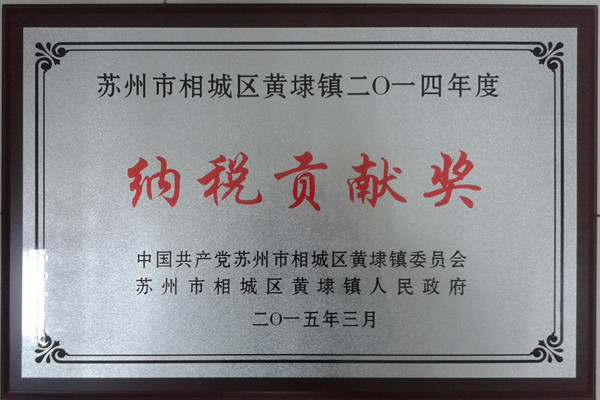 苏州市相城区黄埭镇二〇一四年度
纳税贡献奖
中国共产党苏州市相城区黄埭镇委员会
苏州市相城区黄埭镇人民政府
二〇一五年三月